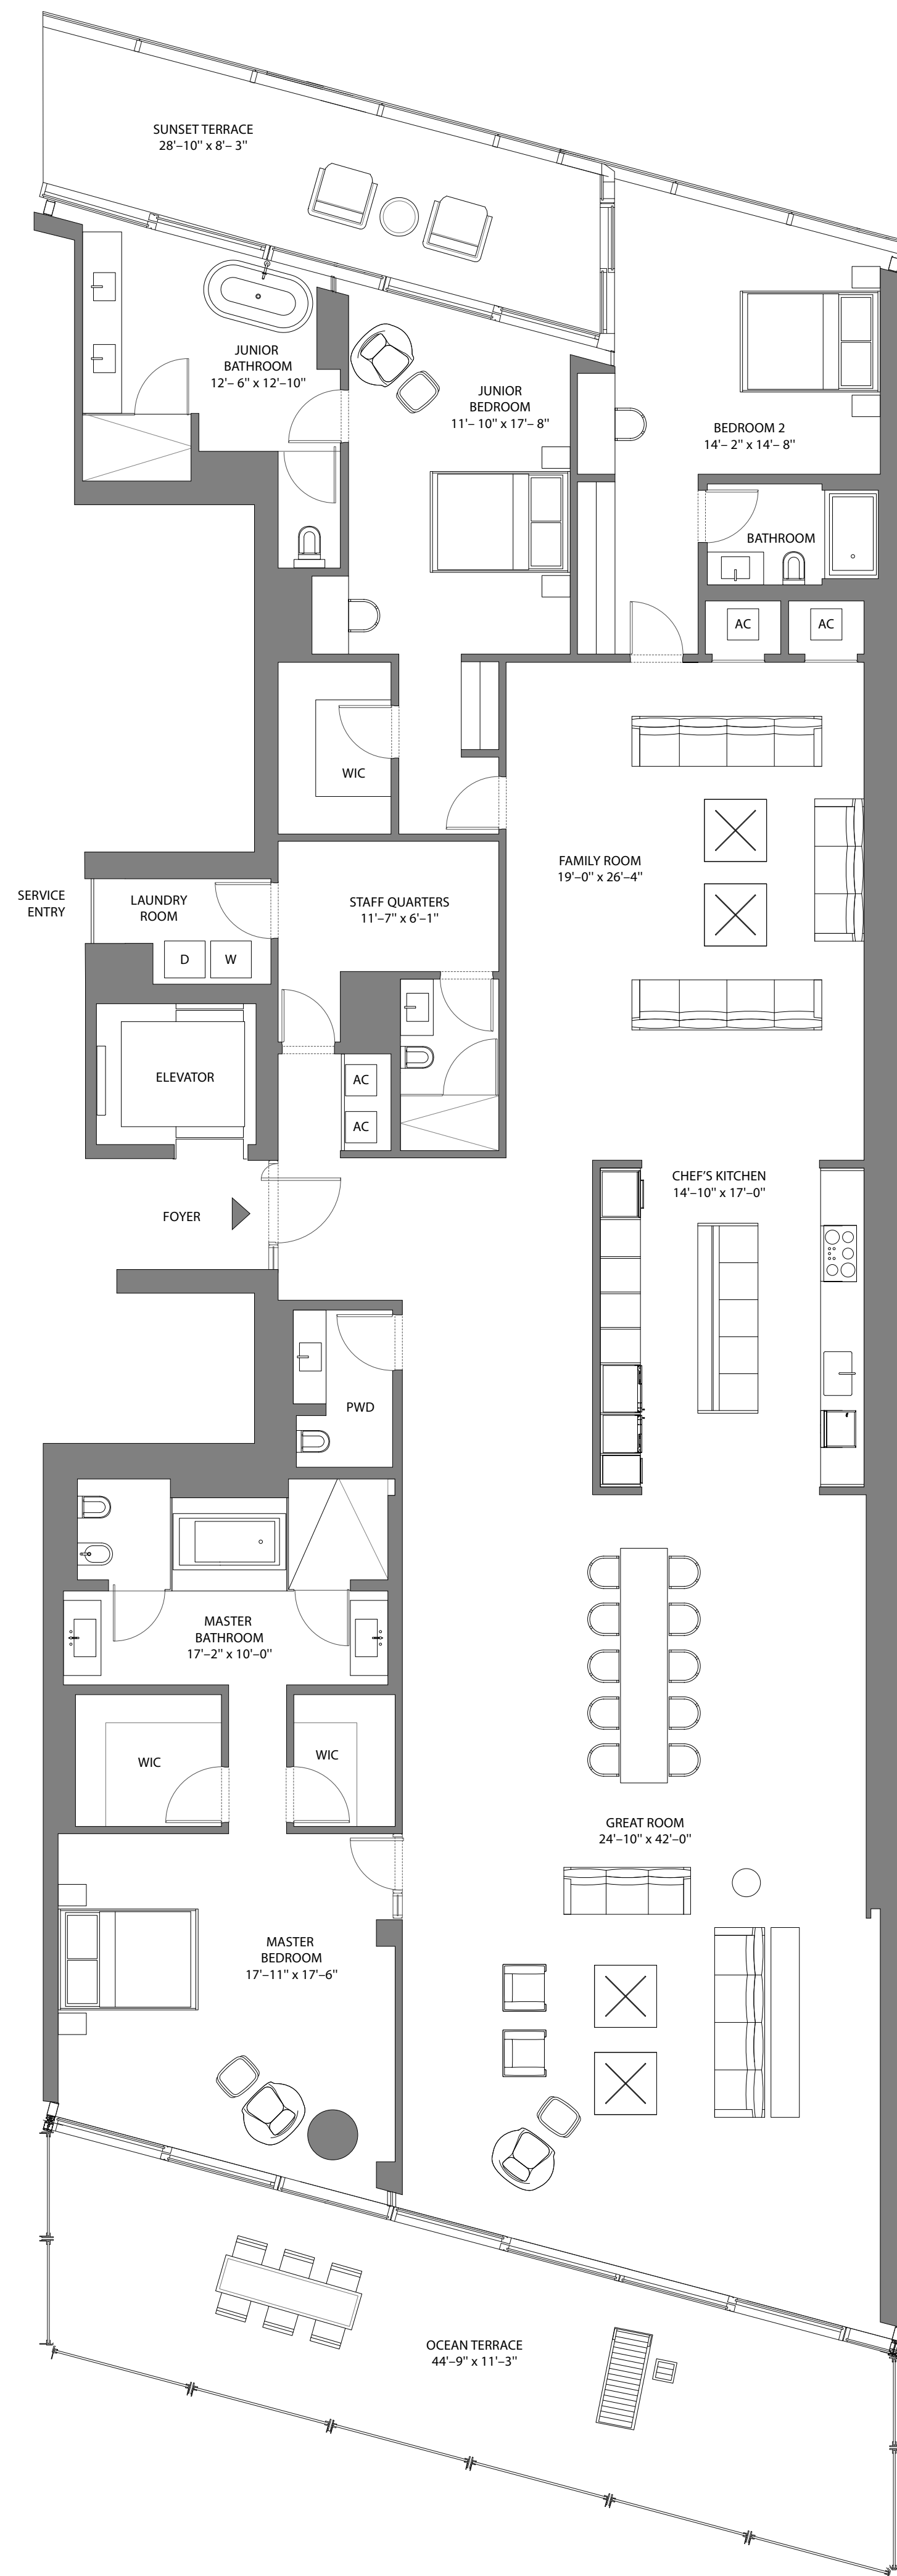 SUNSET TERRACE
28'–10" x 8'– 3"
JUNIOR
BATHROOM
12'– 6" x 12'–10"
JUNIOR
BEDROOM
11'– 10" x 17'– 8"
BEDROOM 2
14'– 2" x 14'– 8"
BATHROOM
AC
AC
WIC
FAMILY ROOM
19'–0" x 26'–4"
SERVICE
ENTRY
LAUNDRY
ROOM
D
W
STAFF QUARTERS
11'–7" x 6'–1"
ELEVATOR
AC
AC
CHEF'S KITCHEN
14'–10" x 17'–0"
FOYER
PWD
MASTER
BATHROOM
17'–2" x 10'–0"
WIC
WIC
GREAT ROOM
24'–10" x 42'–0"
MASTER
BEDROOM
17'–11" x 17'–6"
OCEAN TERRACE
44'–9" x 11'–3"